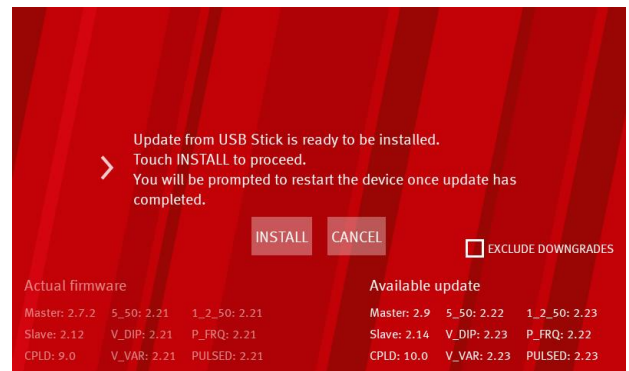 Update from USB Stick is ready to be installed.
Touch INSTALL to proceed.
You will be prompted to restart the device once update has
completed.
INSTALL CANCEL
EXCLUDE DOWNGRADES
Actual firmware
Available update
Master: 2.7.2 5_50: 2.21 1_2_50: 2.21
Master: 2.9 5_50: 2.22 1_2_50: 2.23
Slave: 2.12 V_DIP: 2.21 P_FRQ: 2.21
Slave: 2.14 V_DIP: 2.23 P_FRQ: 2.22
CPLD: 9.0 V_VAR: 2.21 PULSED: 2.21
CPLD: 10.0 V_VAR: 2.23 PULSED: 2.23